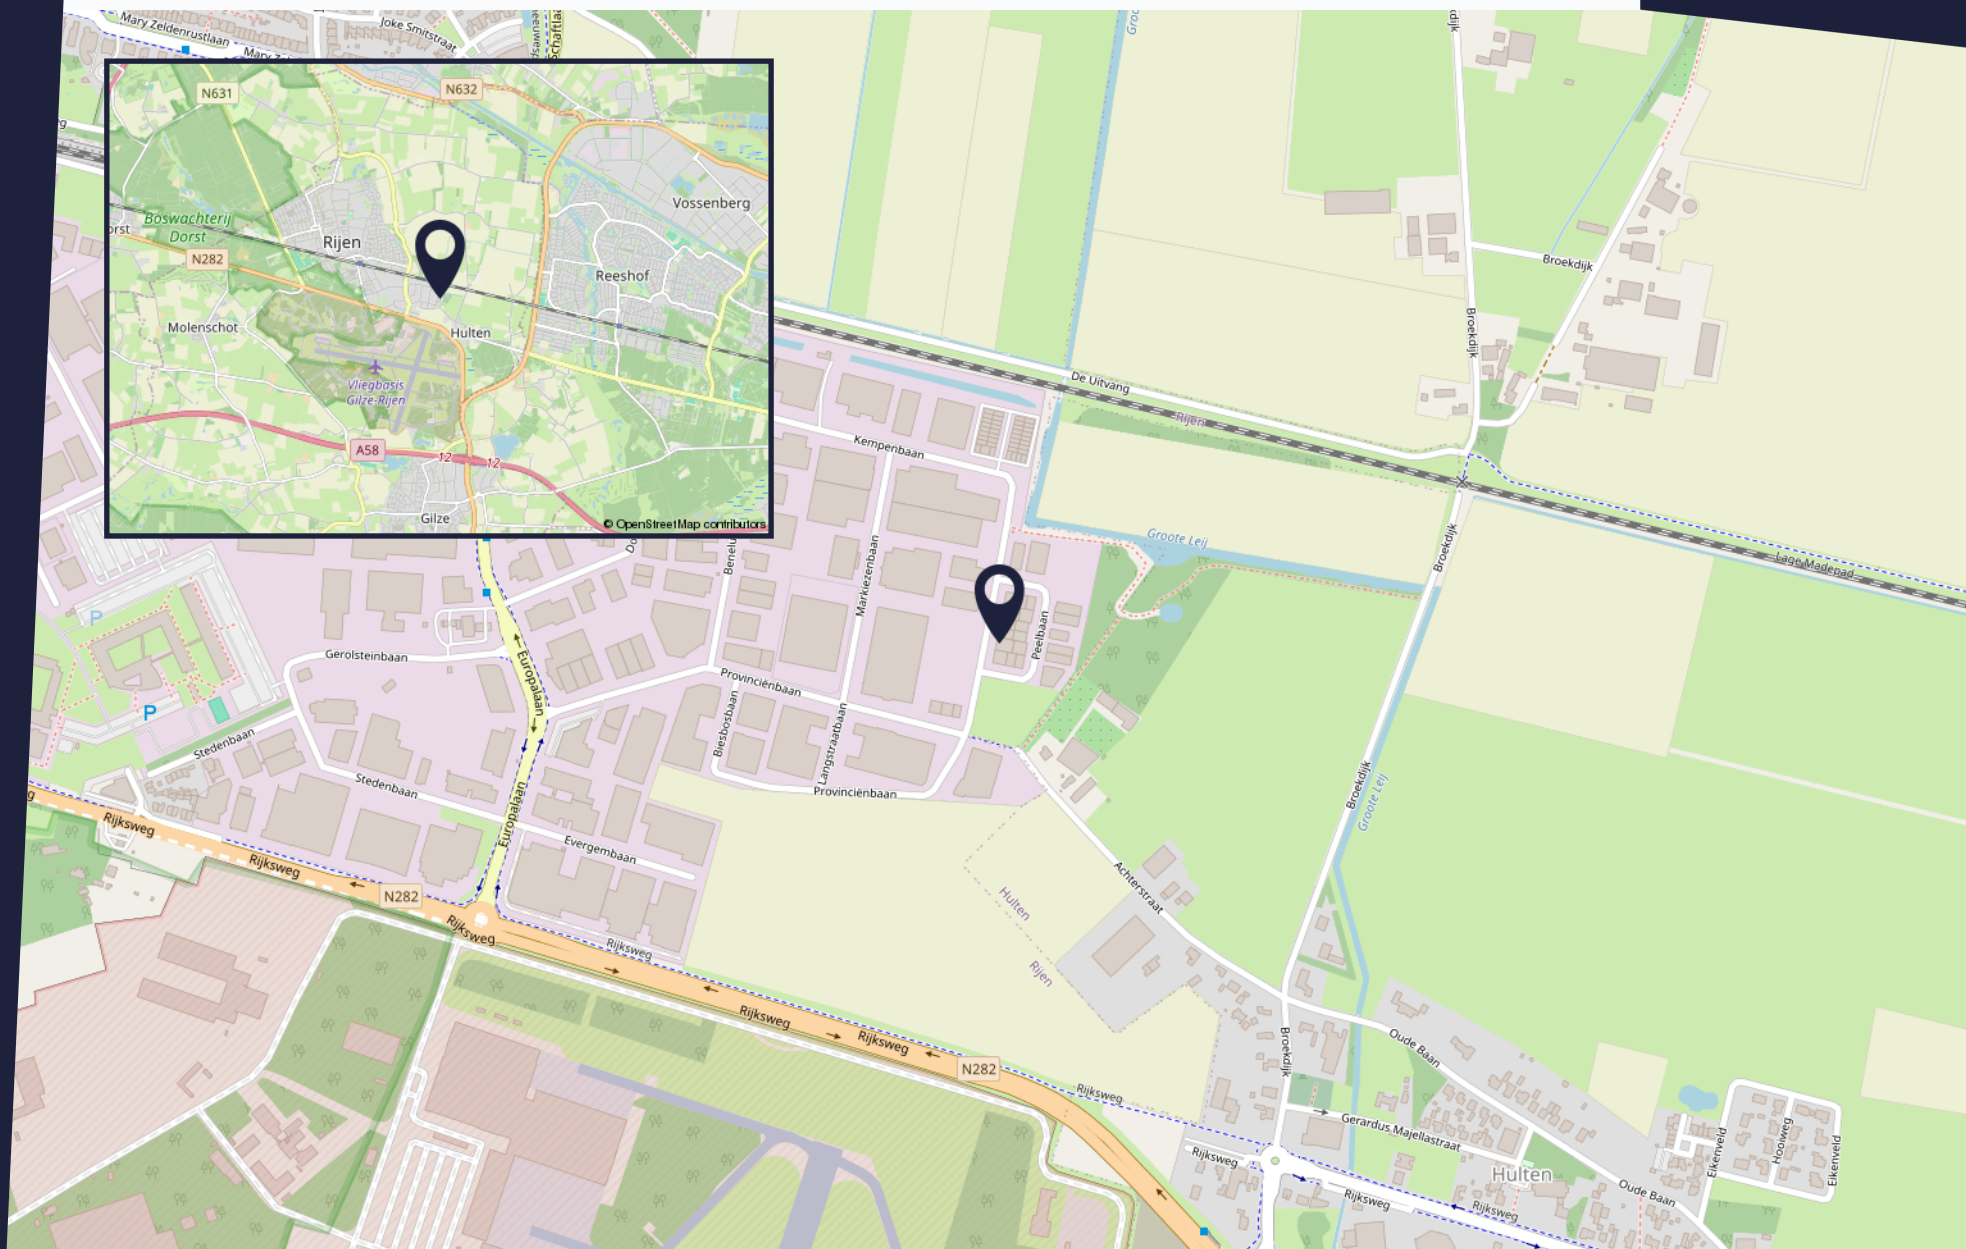 Mary Zeldenrustlaan
Joke Smitstraat
kdijk
N631
N632
Boswachterij
Dorst
orst
Rijen
N282
Vossenberg
Reeshof
Molenschot
Hulten
Vliegbasis
Gilze-Rijen
A58
12
12
Gilze
© OpenStreetMap contributors
Broekdijk
Broekdijk
De Uitvang
Rijen
Kempenbaan
Groote Leij
Broekdijk
Lage Madepad
Benelu
Markiezenbaan
Peelbaan
P
Gerolsteinbaan
Europalaan
Provinciënbaan
P
Stedenbaan
Biesbosbaan
Langstraatbaan
Stedenbaan
Europalaan
Provinciënbaan
Broekdijk
Groote Leij
Rijksweg
Rijksweg
N282
Evergembaan
Achterstraat
Hulten
Rijen
Rijksweg
Rijksweg
Rijksweg
Rijksweg
N282
Rijksweg
Broekdijk
Oude Baan
Gerardus Majellastraat
Rijksweg
Hulten
Rijksweg
Rijksweg
Oude Baan
Eikenveld
Hooiweg
Eikenveld